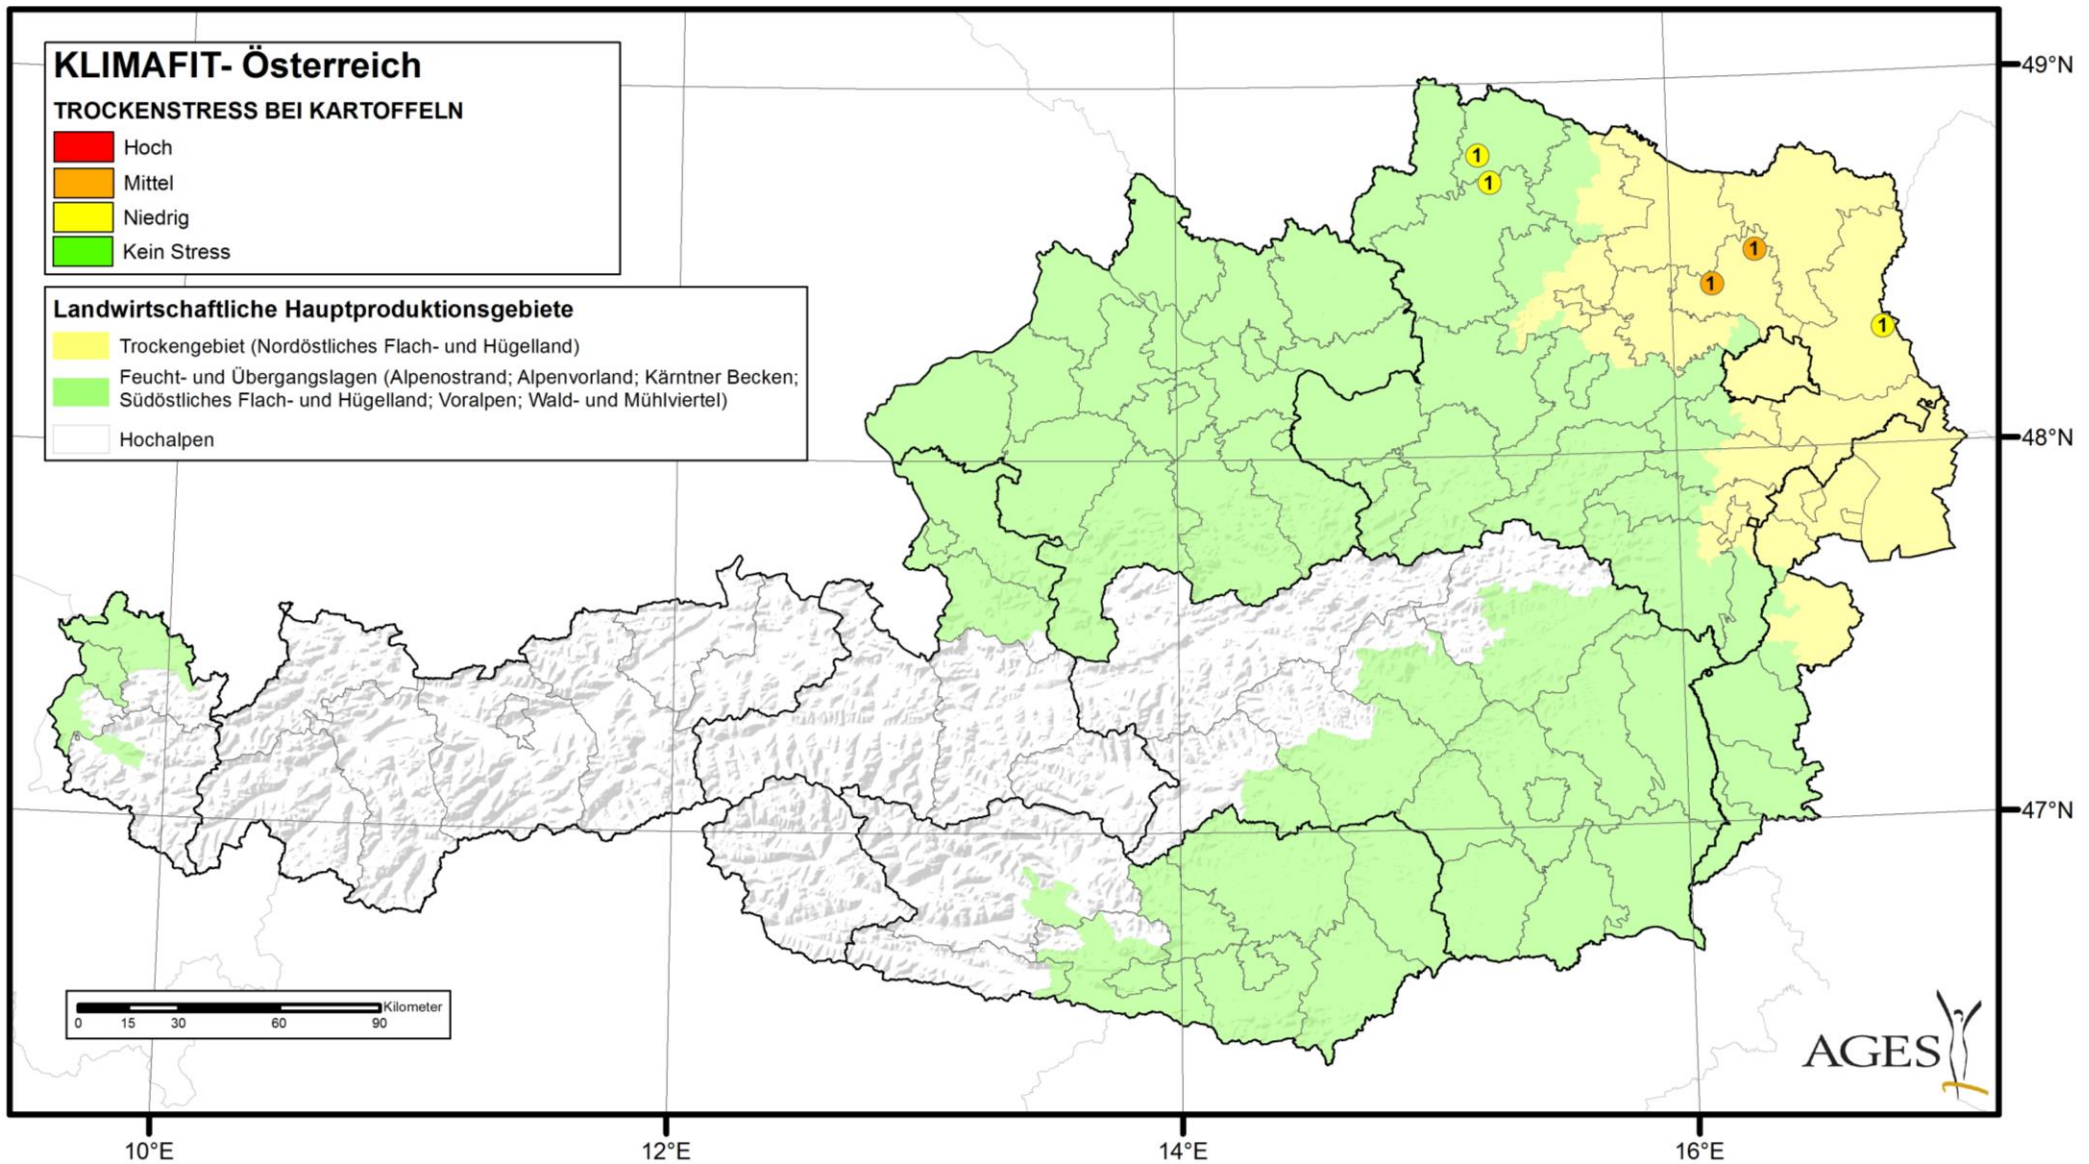 KLIMAFIT- Österreich
TROCKENSTRESS BEI KARTOFFELN
Hoch
Mittel
Niedrig
Kein Stress
Landwirtschaftliche Hauptproduktionsgebiete
Trockengebiet (Nordöstliches Flach- und Hügelland)
Feucht- und Übergangslagen (Alpenostrand; Alpenvorland; Kärntner Becken;
Südöstliches Flach- und Hügelland; Voralpen; Wald- und Mühlviertel)
Hochalpen
1
1
1
1
1
49°N
48°N
47°N
Kilometer
0 15 30 60 90
AGES
10°E 12°E 14°E 16°E